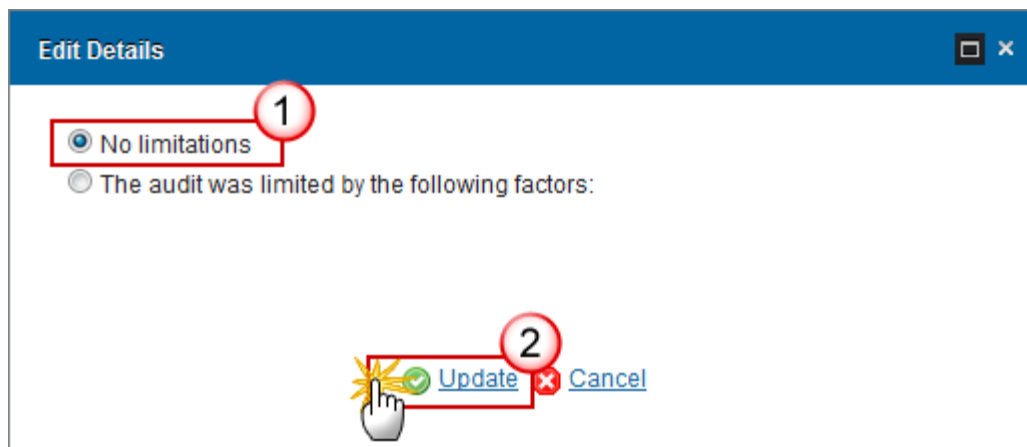 Edit Details
1
No limitations
The audit was limited by the following factors:
2
Update Cancel